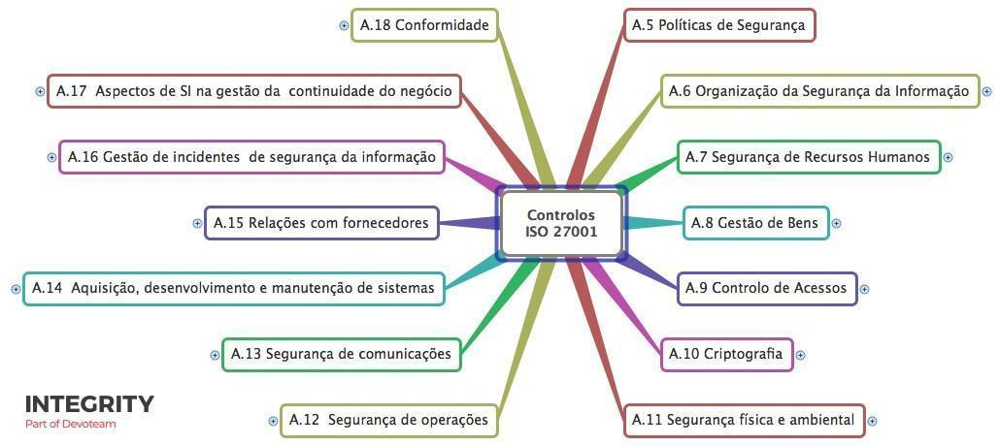 A.18 Conformidade
A.5 Políticas de Segurança
A.17 Aspectos de SI na gestão da continuidade do negócio
A.6 Organização da Segurança da Informação
A.16 Gestão de incidentes de segurança da informação
A.7 Segurança de Recursos Humanos
A.15 Relações com fornecedores
Controlos
ISO 27001
A.8 Gestão de Bens
A.14 Aquisição, desenvolvimento e manutenção de sistemas
A.9 Controlo de Acessos
A.13 Segurança de comunicações
A.10 Criptografia
A.12 Segurança de operações
A.11 Segurança física e ambiental
INTEGRITY
Part of Devoteam